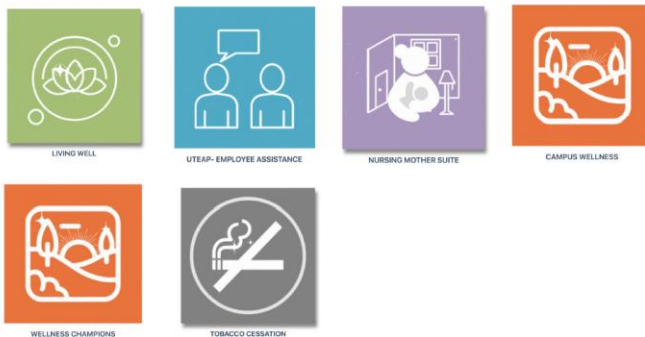 LIVING WELL
UTEAP- EMPLOYEE ASSISTANCE
NURSING MOTHER SUITE
CAMPUS WELLNESS
WELLNESS CHAMPIONS
TOBACCO CESSATION